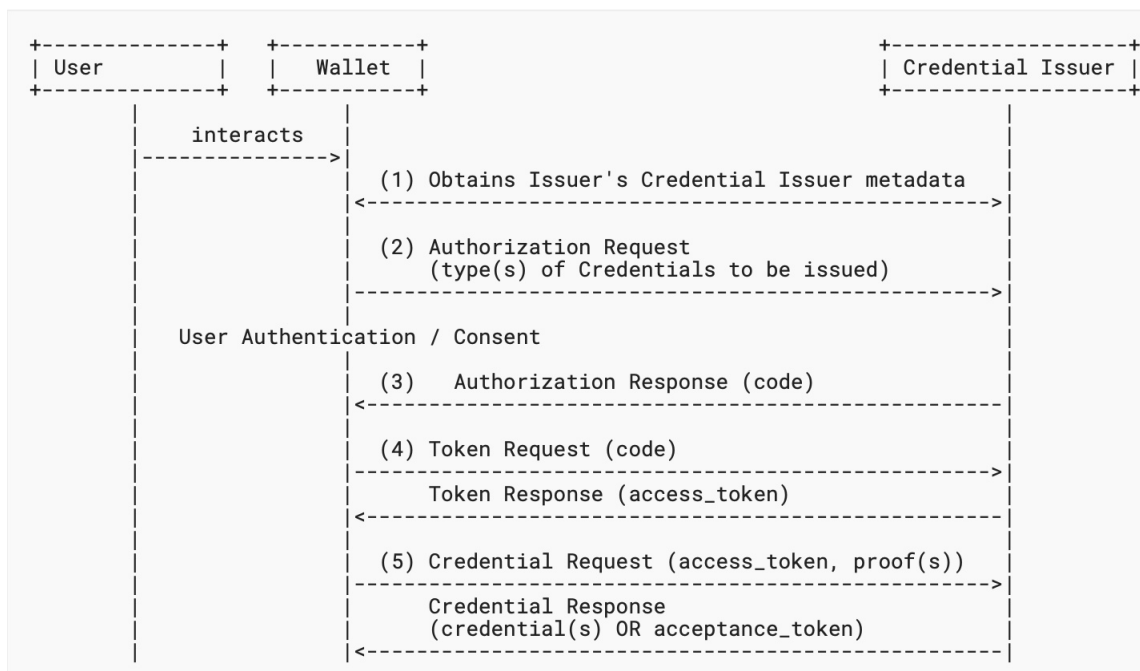 User Wallet Credential Issuer
interacts
(1) Obtains Issuer's Credential Issuer metadata
(2) Authorization Request
(type(s) of Credentials to be issued)
User Authentication / Consent
(3) Authorization Response (code)
(4) Token Request (code)
Token Response (access_token)
(5) Credential Request (access_token, proof(s))
Credential Response
(credential(s) OR acceptance_token)